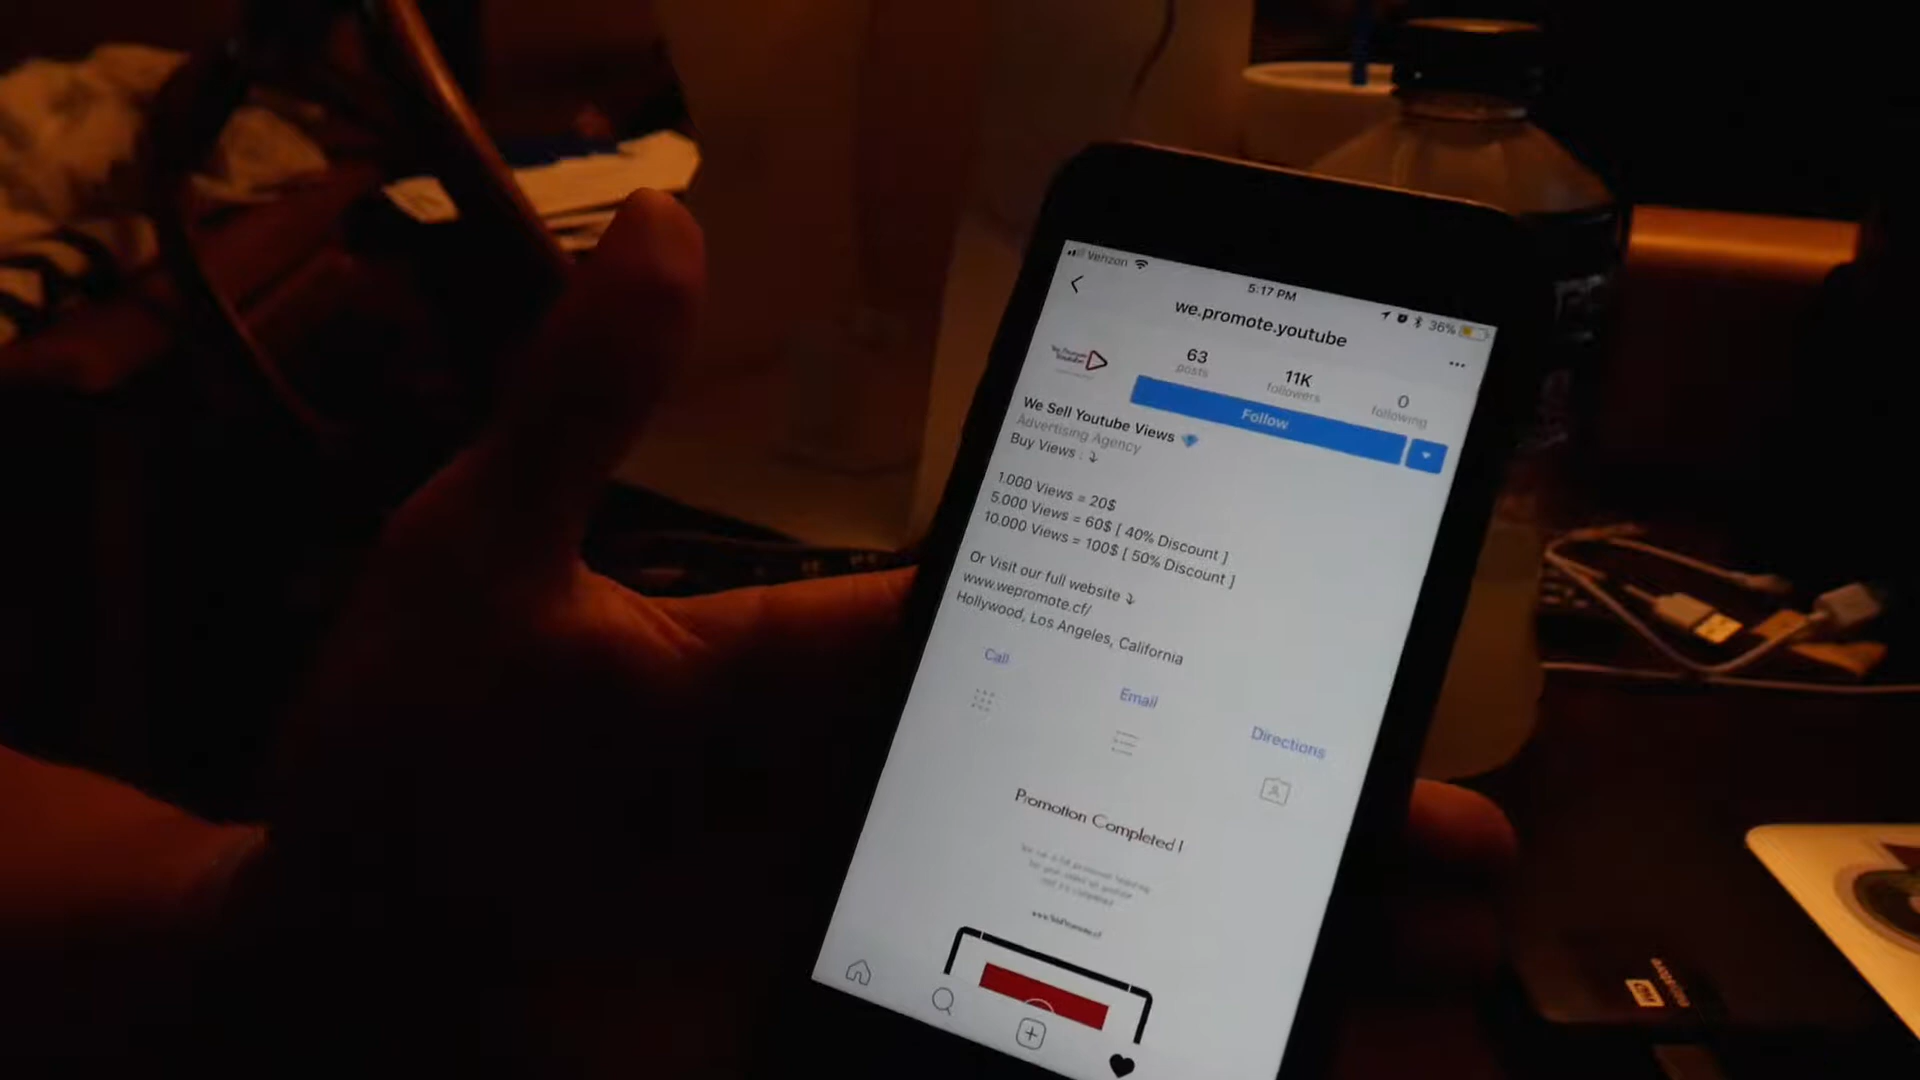 Verizon
5:17 PM
36%
we.promote.youtube
63
posts
11K
followers
0
following
Follow
We Sell Youtube Views
Advertising Agency
Buy Views : ⤵
1.000 Views = 20$
5.000 Views = 60$ [ 40% Discount ]
10.000 Views = 100$ [ 50% Discount ]
Or Visit our full website ⤵
www.wepromote.cf/
Hollywood, Los Angeles, California
Call
Email
Directions
Promotion Completed !